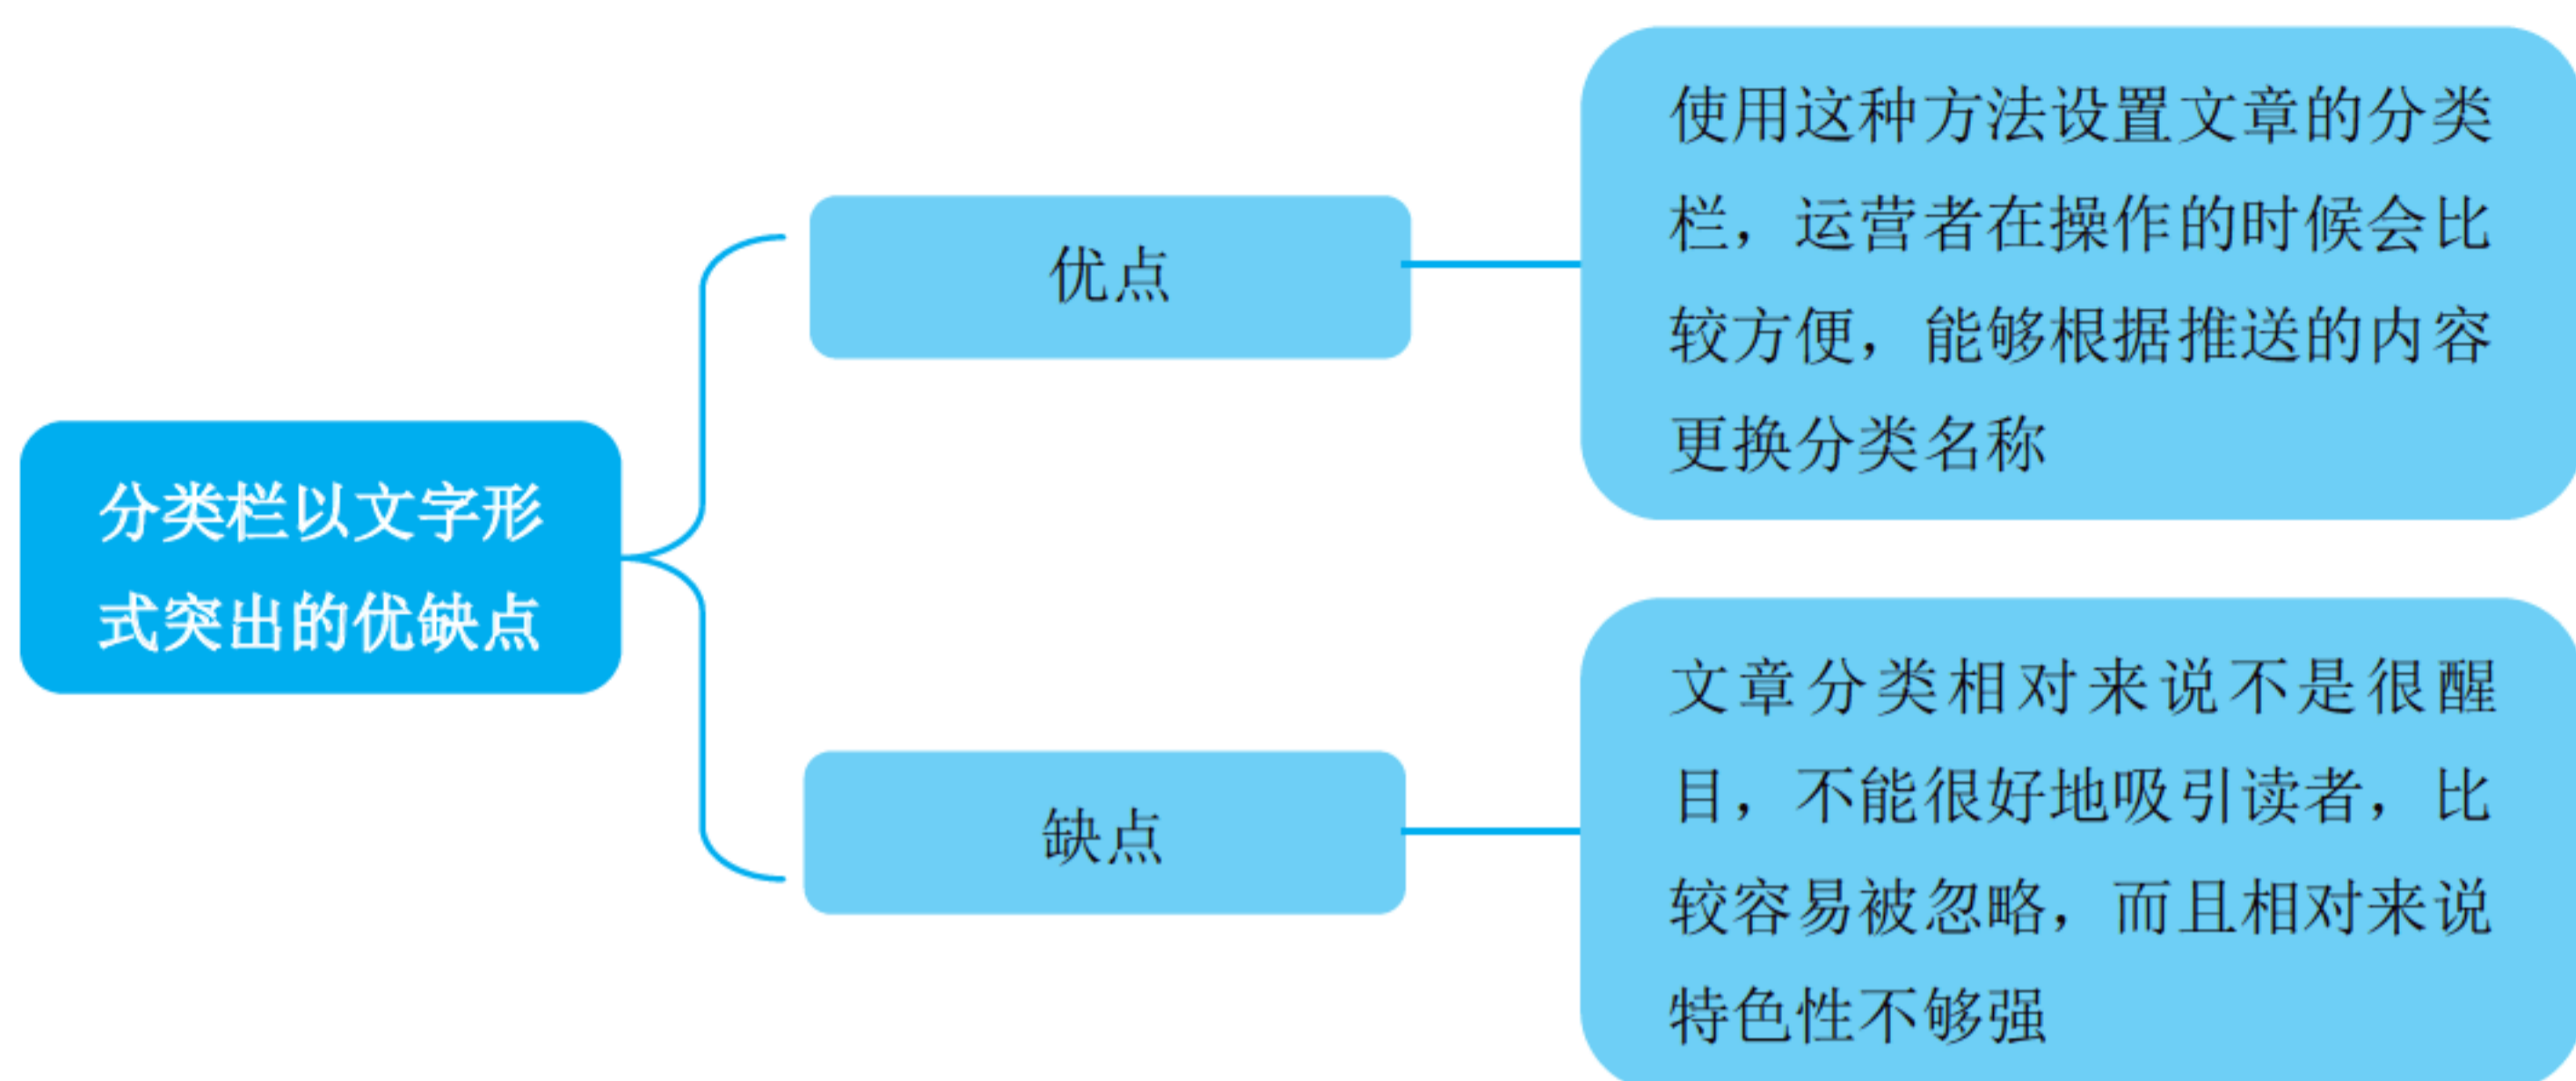 分类栏以文字形
式突出的优缺点
优点
使用这种方法设置文章的分类
栏，运营者在操作的时候会比
较方便，能够根据推送的内容
更换分类名称
缺点
文章分类相对来说不是很醒
目，不能很好地吸引读者，比
较容易被忽略，而且相对来说
特色性不够强